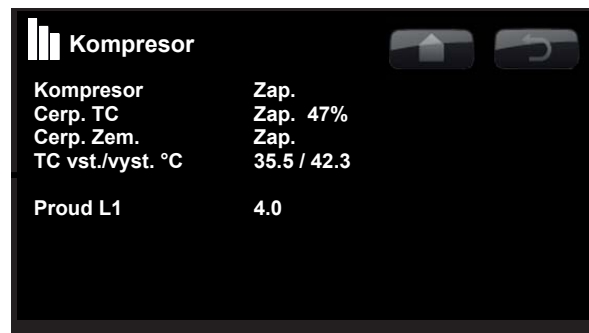 Kompresor
Kompresor Zap.
Cerp. TC Zap. 47%
Cerp. Zem. Zap.
TC vst./vyst. °C 35.5 / 42.3
Proud L1 4.0